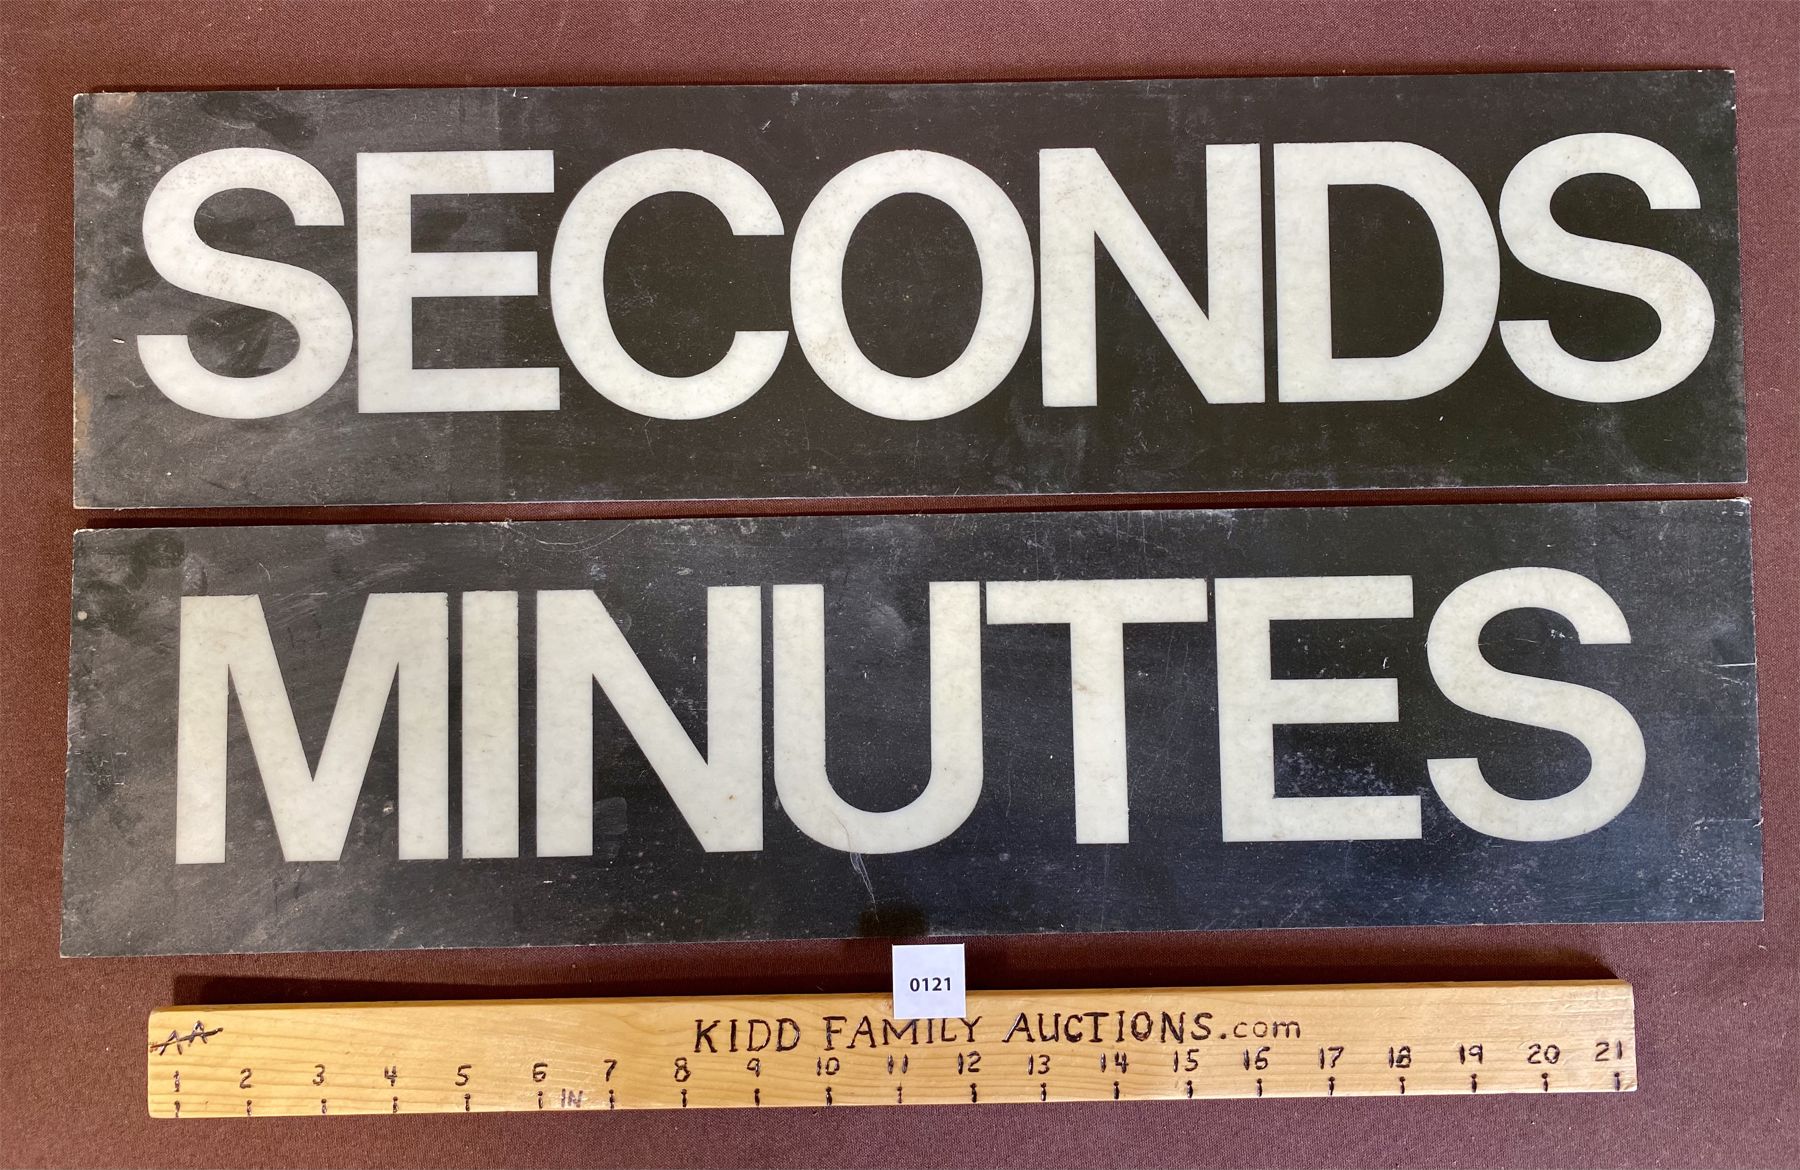 SECONDS
MINUTES
0121
AA
KIDD FAMILY AUCTIONS.com
1 2 3 4 5 6 7 8 9 10 11 12 13 14 15 16 17 18 19 20 21
IN